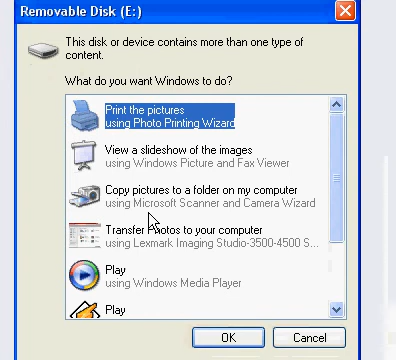 Removable Disk (E:)
This disk or device contains more than one type of
content.
What do you want Windows to do?
Print the pictures
using Photo Printing Wizard
View a slideshow of the images
using Windows Picture and Fax Viewer
Copy pictures to a folder on my computer
using Microsoft Scanner and Camera Wizard
Transfer Photos to your computer
using Lexmark Imaging Studio-3500-4500 S...
Play
using Windows Media Player
Play
OK
Cancel